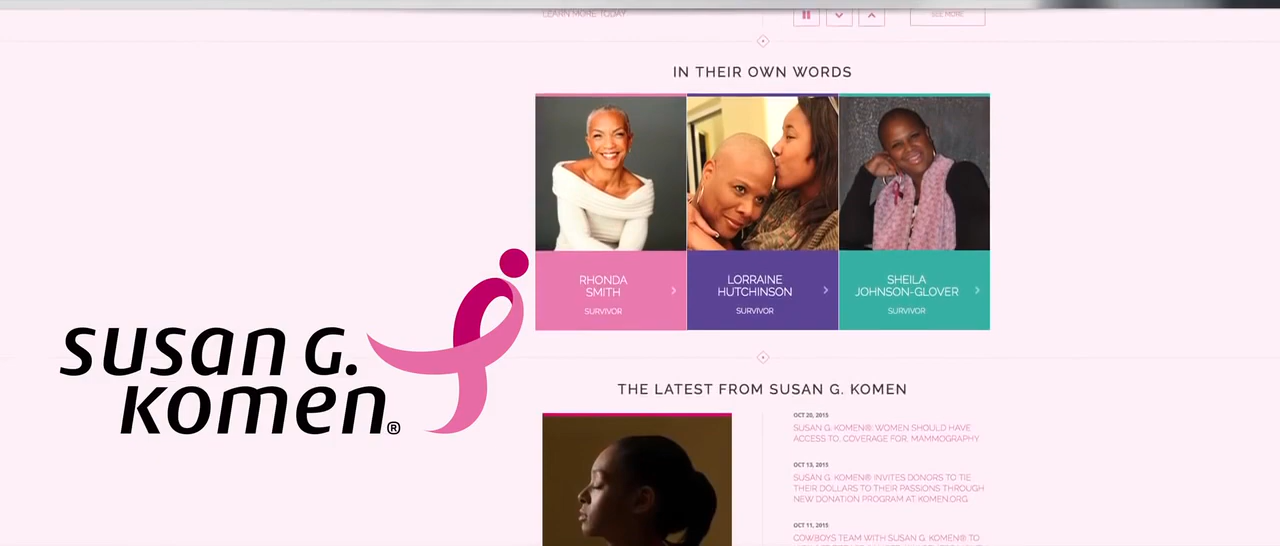 LEARN MORE TODAY
SEE MORE
IN THEIR OWN WORDS
RHONDA
SMITH
SURVIVOR
LORRAINE
HUTCHINSON
SURVIVOR
SHEILA
JOHNSON-GLOVER
SURVIVOR
susan G.
komen®
THE LATEST FROM SUSAN G. KOMEN
OCT 20, 2015
SUSAN G. KOMEN®: WOMEN SHOULD HAVE
ACCESS TO, COVERAGE FOR, MAMMOGRAPHY
OCT 13, 2015
SUSAN G. KOMEN® INVITES DONORS TO TIE
THEIR DOLLARS TO THEIR PASSIONS THROUGH
NEW DONATION PROGRAM AT KOMEN.ORG
OCT 11, 2015
COWBOYS TEAM WITH SUSAN G. KOMEN® TO